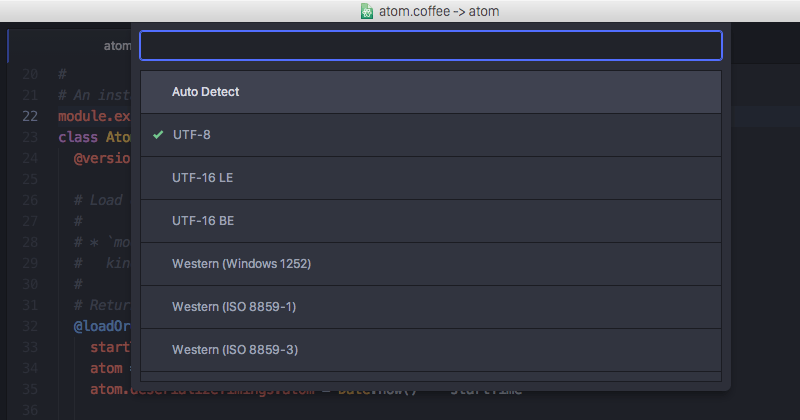 atom.coffee -> atom
atom
Auto Detect
UTF-8
UTF-16 LE
UTF-16 BE
Western (Windows 1252)
Western (ISO 8859-1)
Western (ISO 8859-3)
20 #
21 # An inst
22 module.ex
23 class Ato
24 @versio
25
26 # Load
27 #
28 # * `mo
29 # kin
30 #
31 # Retur
32 @loadOr
33 start
34 atom =
35 atom.deserializeTimings.atom = Date.now() - startTime
36